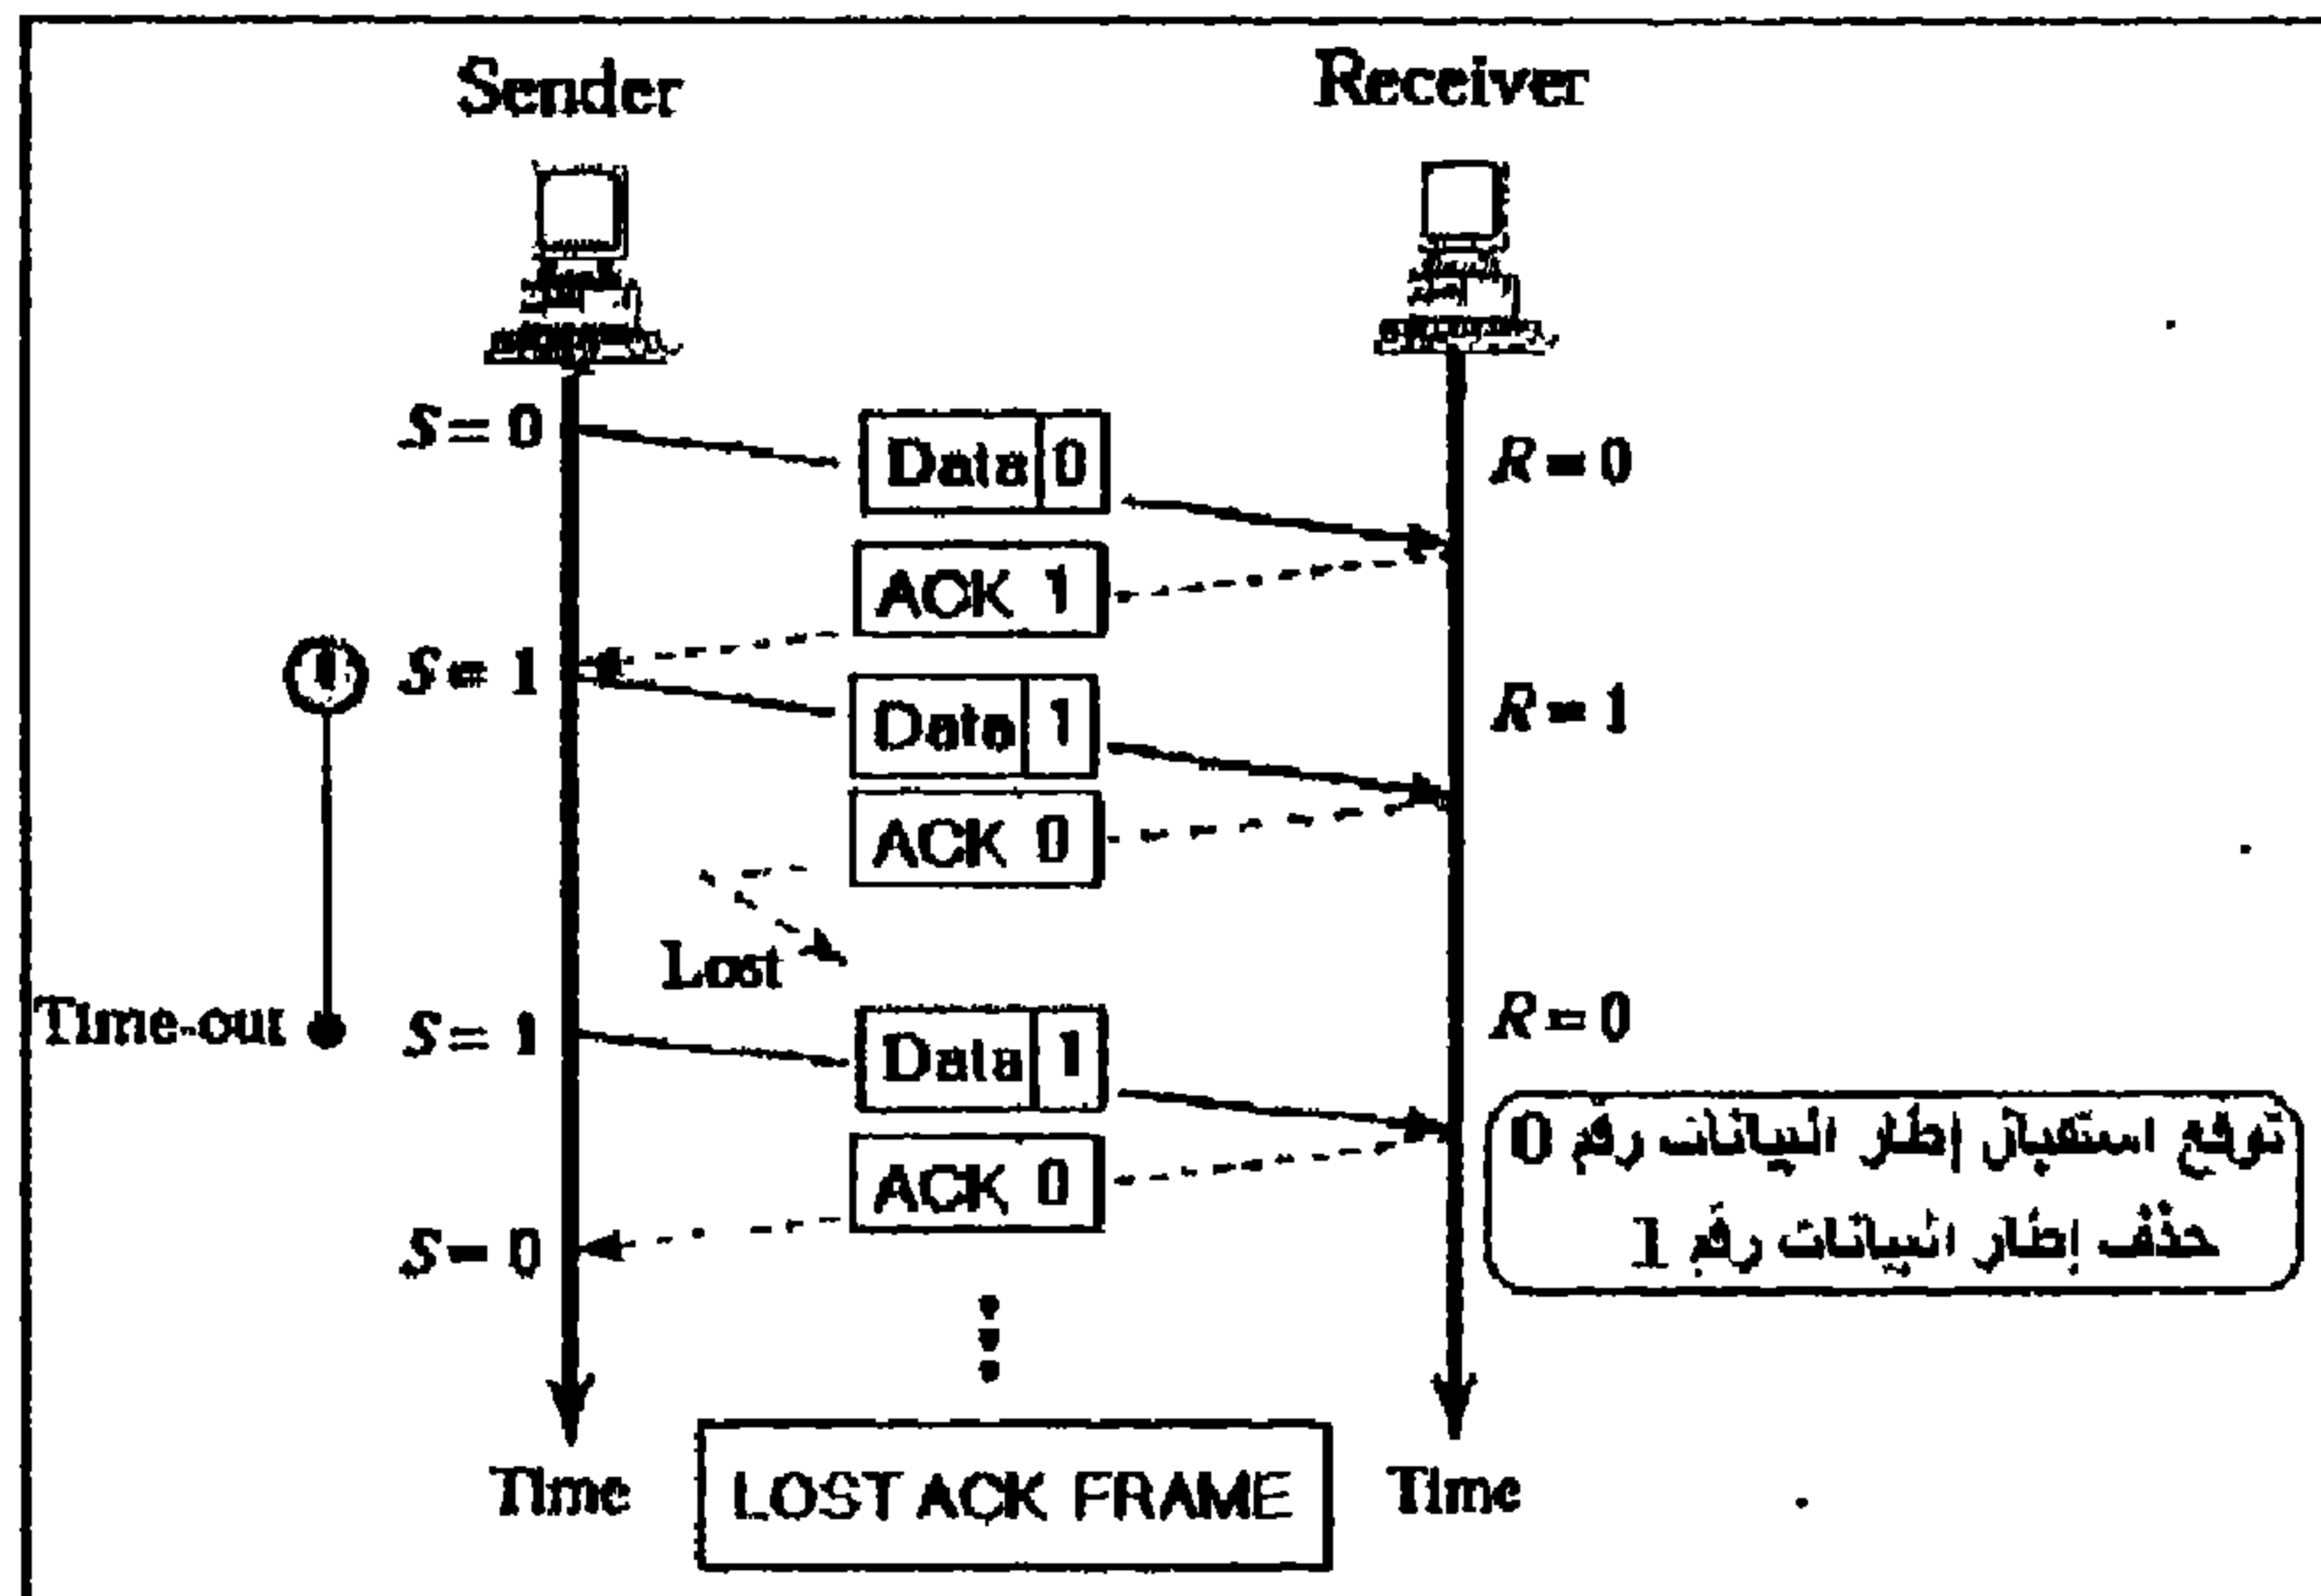 Sender
Receiver
S = 0
Data 0
R = 0
ACK 1
S = 1
Data 1
R = 1
ACK 0
Lost
Time-out
S = 1
Data 1
R = 0
توقع استقبال إطار البيانات رقم 0
حذف إطار البيانات رقم 1
ACK 0
S = 0
Time
LOST ACK FRAME
Time